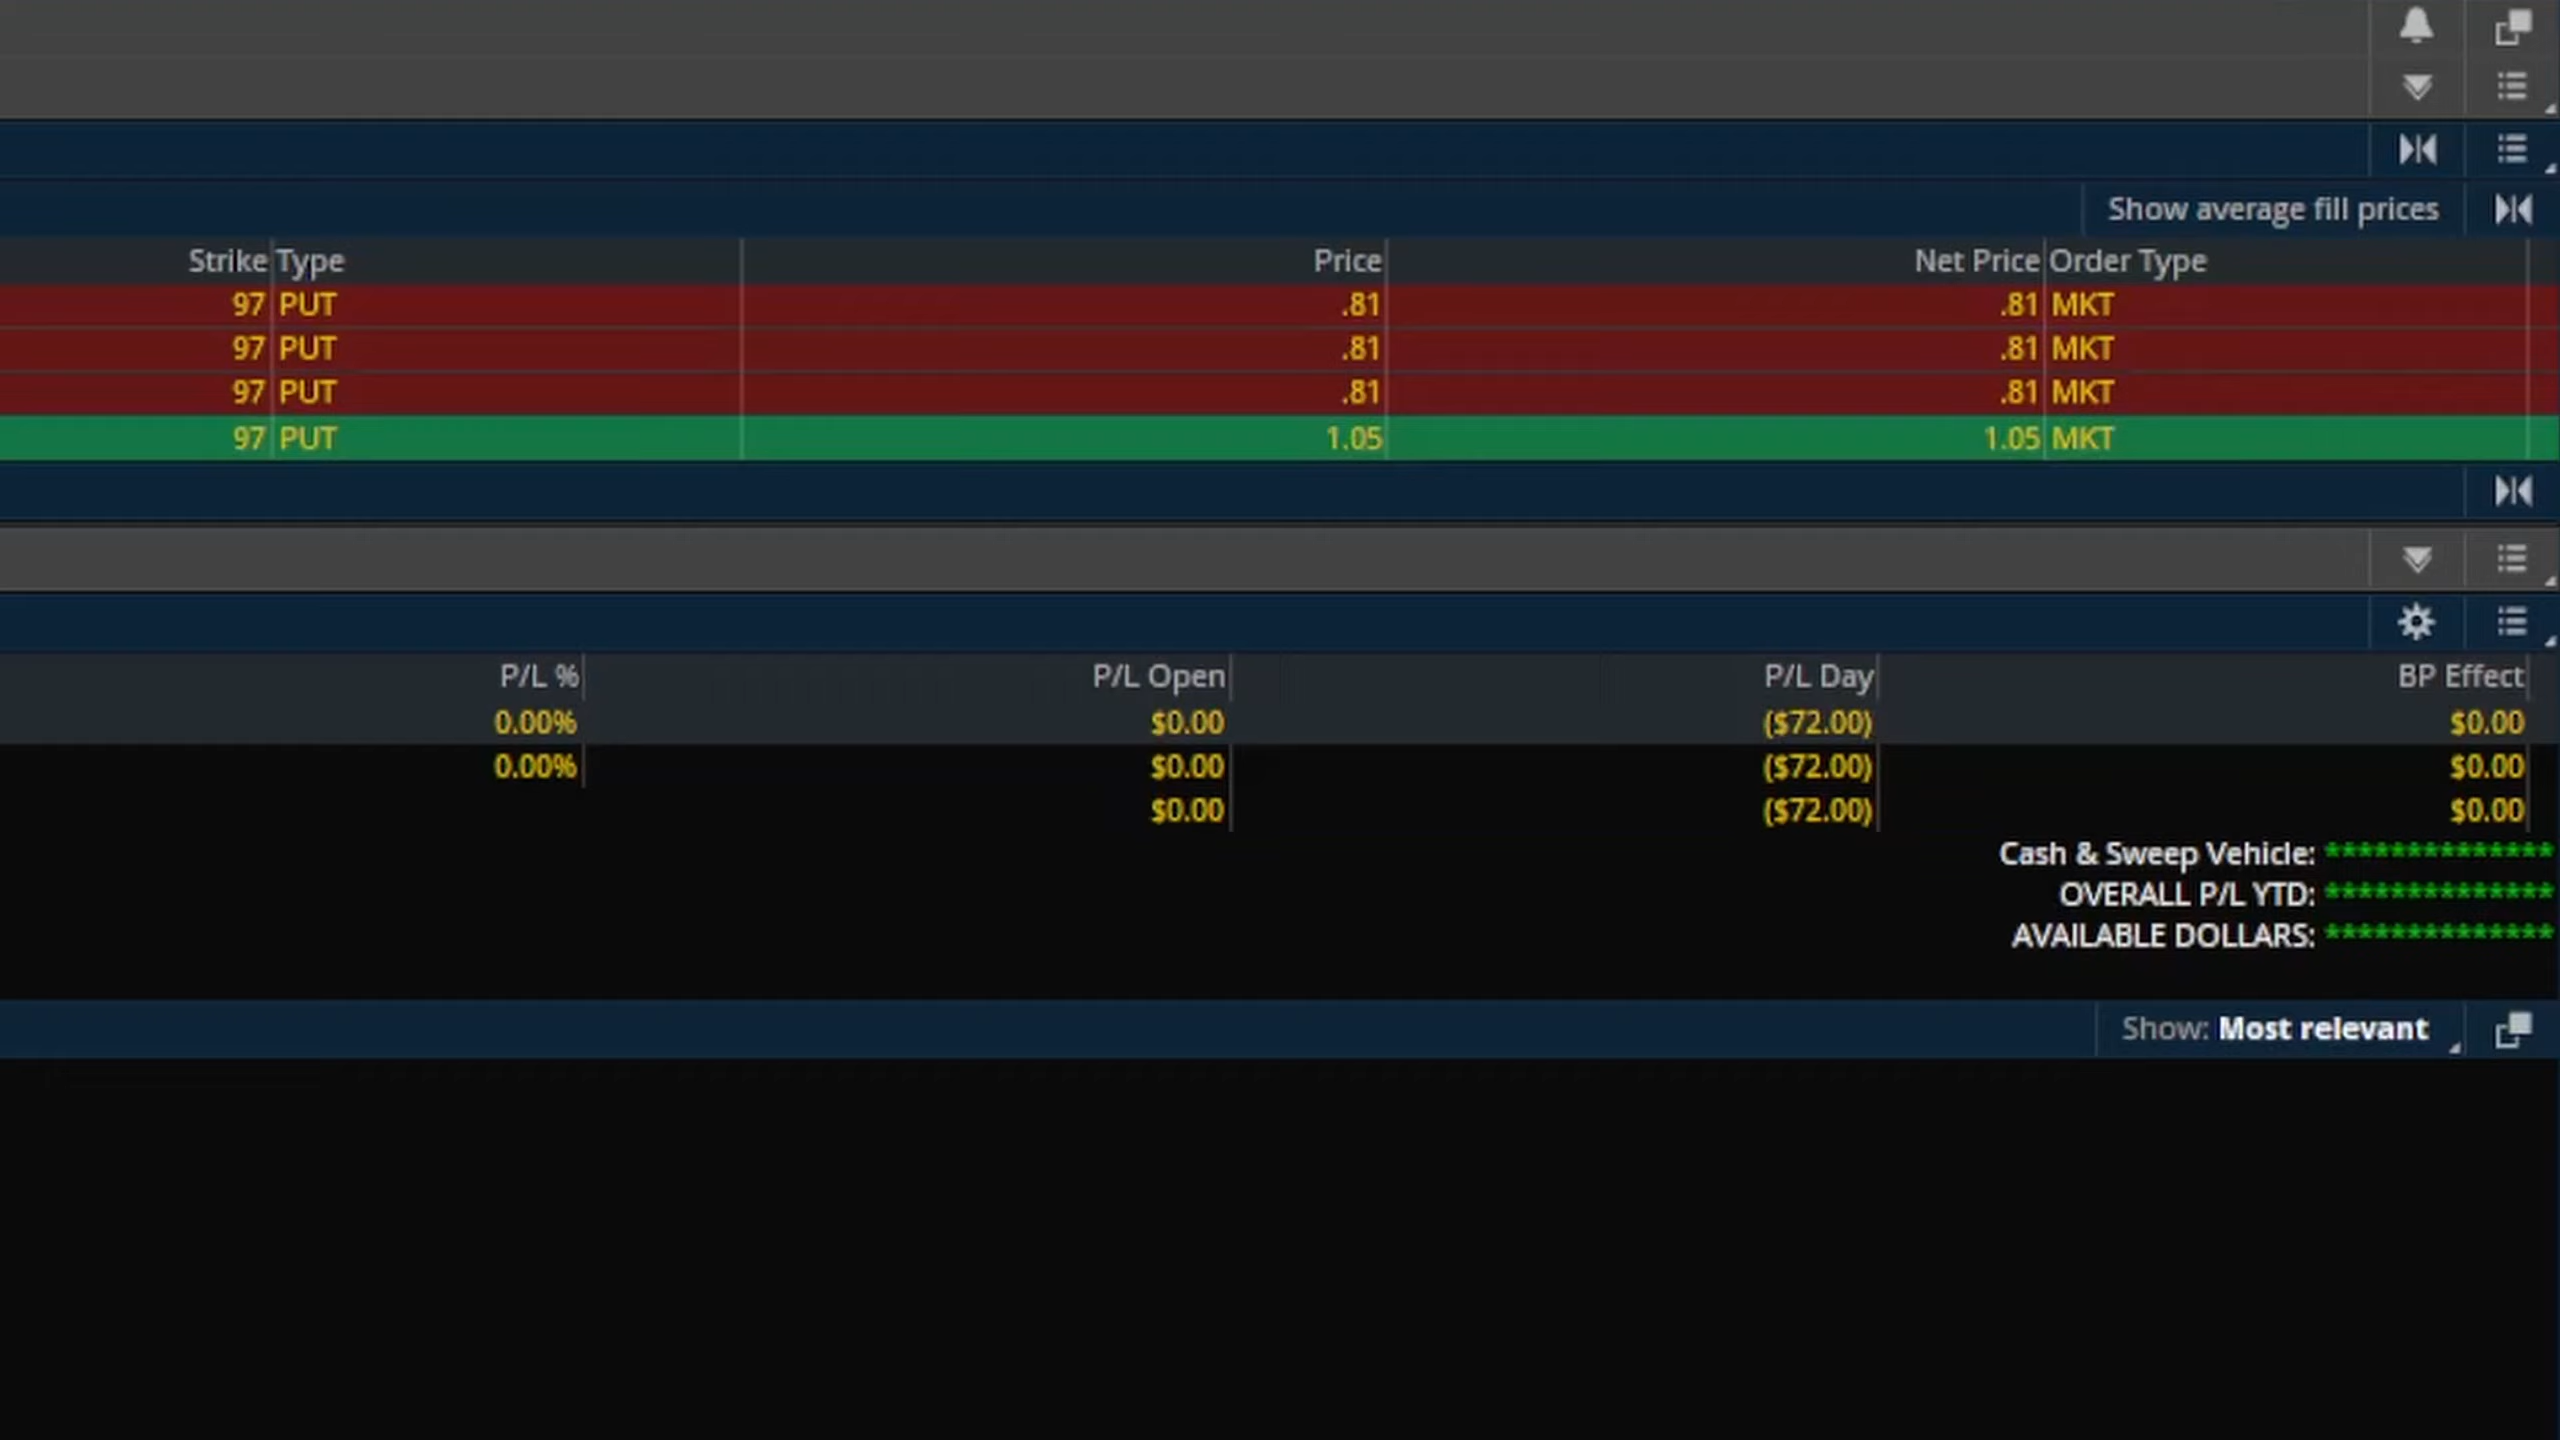 Show average fill prices
Strike Type Price Net Price Order Type
97 PUT .81 .81 MKT
97 PUT .81 .81 MKT
97 PUT .81 .81 MKT
97 PUT 1.05 1.05 MKT
P/L % P/L Open P/L Day BP Effect
0.00% $0.00 ($72.00) $0.00
0.00% $0.00 ($72.00) $0.00
$0.00 ($72.00) $0.00
Cash & Sweep Vehicle: **************
OVERALL P/L YTD: **************
AVAILABLE DOLLARS: **************
Show: Most relevant